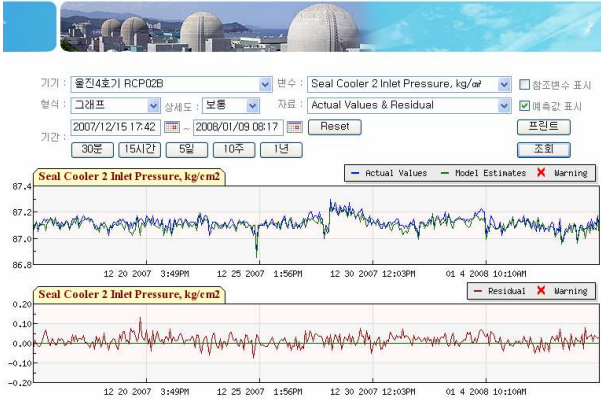 기기 : 울진4호기 RCP02B 변수 : Seal Cooler 2 Inlet Pressure, kg/㎠ 참조변수 표시
형식 : 그래프 상세도 : 보통 자료 : Actual Values & Residual 예측값 표시
기간 : 2007/12/15 17:42 ~ 2008/01/09 08:17 Reset 프린트
30분 15시간 5일 10주 1년 조회
Seal Cooler 2 Inlet Pressure, kg/cm2 Actual Values Model Estimates Warning
87.4
87.2
87.0
86.8
12 20 2007 3:49PM 12 25 2007 1:56PM 12 30 2007 12:03PM 01 4 2008 10:10AM
Seal Cooler 2 Inlet Pressure, kg/cm2 Residual Warning
0.20
0.10
0.00
-0.10
-0.20
12 20 2007 3:49PM 12 25 2007 1:56PM 12 30 2007 12:03PM 01 4 2008 10:10AM